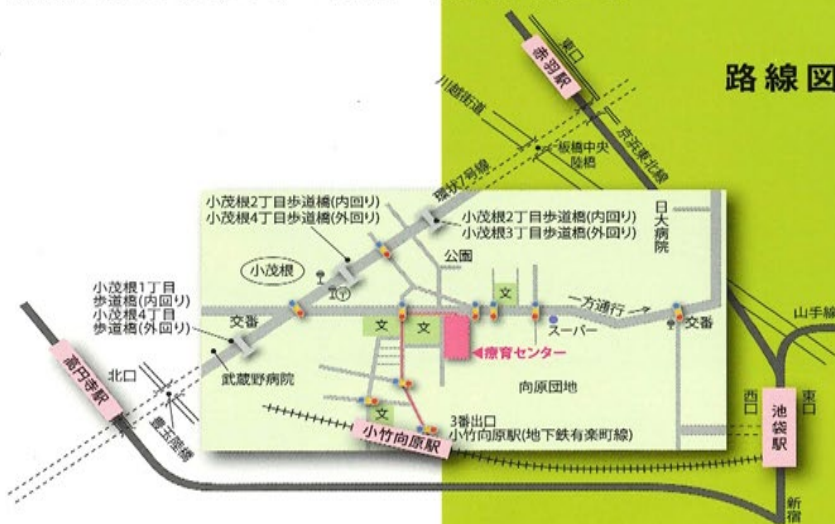 路線図
東口
赤羽駅
川越街道
京浜東北線
板橋中央
陸橋
環状7号線
日大病院
小茂根2丁目歩道橋(内回り)
小茂根4丁目歩道橋(外回り)
小茂根2丁目歩道橋(内回り)
小茂根3丁目歩道橋(外回り)
公園
小茂根
〒
小茂根1丁目
歩道橋(内回り)
小茂根4丁目
歩道橋(外回り)
交番
文
文
文
一方通行
スーパー
交番
山手線
◀療育センター
武蔵野病院
向原団地
北口
高円寺駅
豊玉陸橋
文
3番出口
小竹向原駅(地下鉄有楽町線)
小竹向原駅
西口
東口
池袋駅
新宿